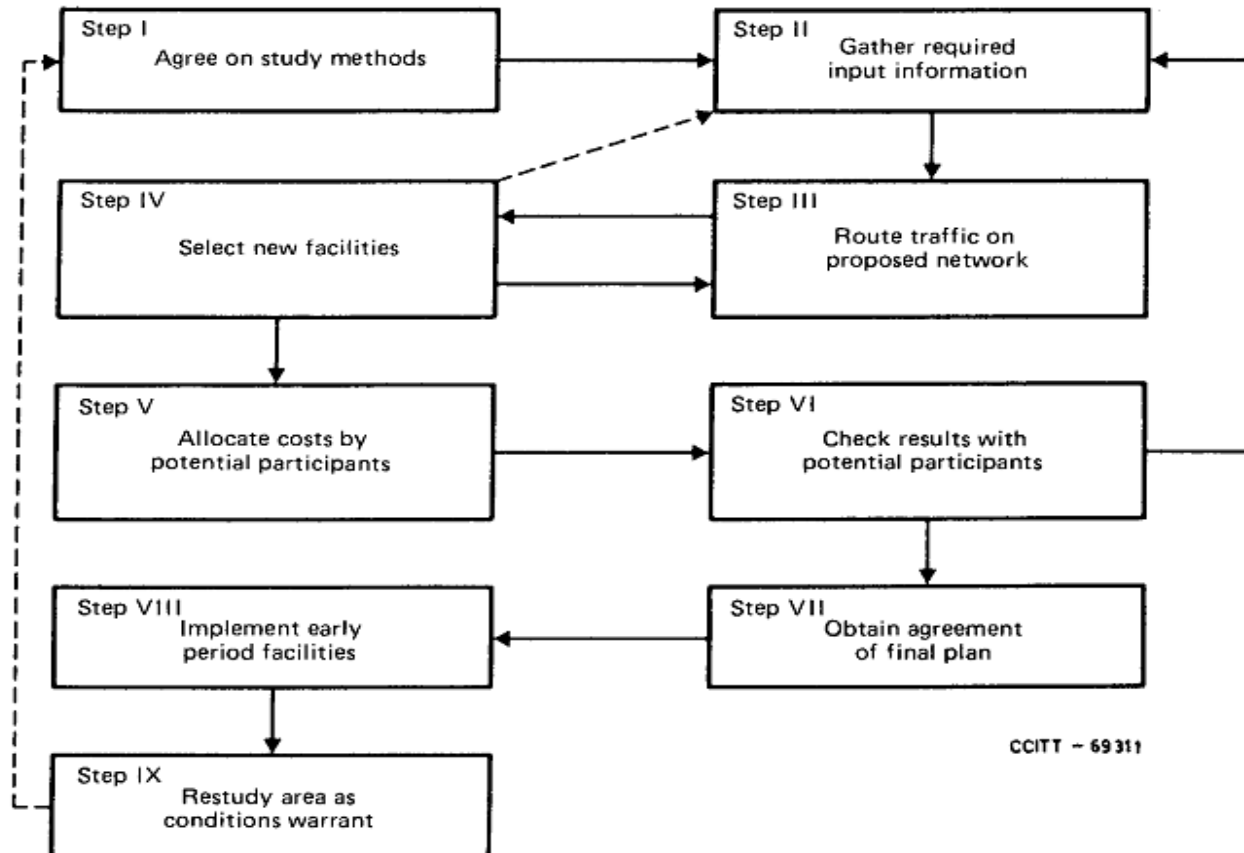 Step I
Agree on study methods
Step II
Gather required
input information
Step IV
Select new facilities
Step III
Route traffic on
proposed network
Step V
Allocate costs by
potential participants
Step VI
Check results with
potential participants
Step VIII
Implement early
period facilities
Step VII
Obtain agreement
of final plan
CCITT – 69311
Step IX
Restudy area as
conditions warrant